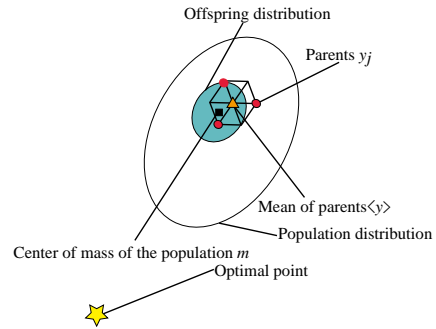 Offspring distribution
Parents yj
Mean of parents<y>
Population distribution
Center of mass of the population m
Optimal point